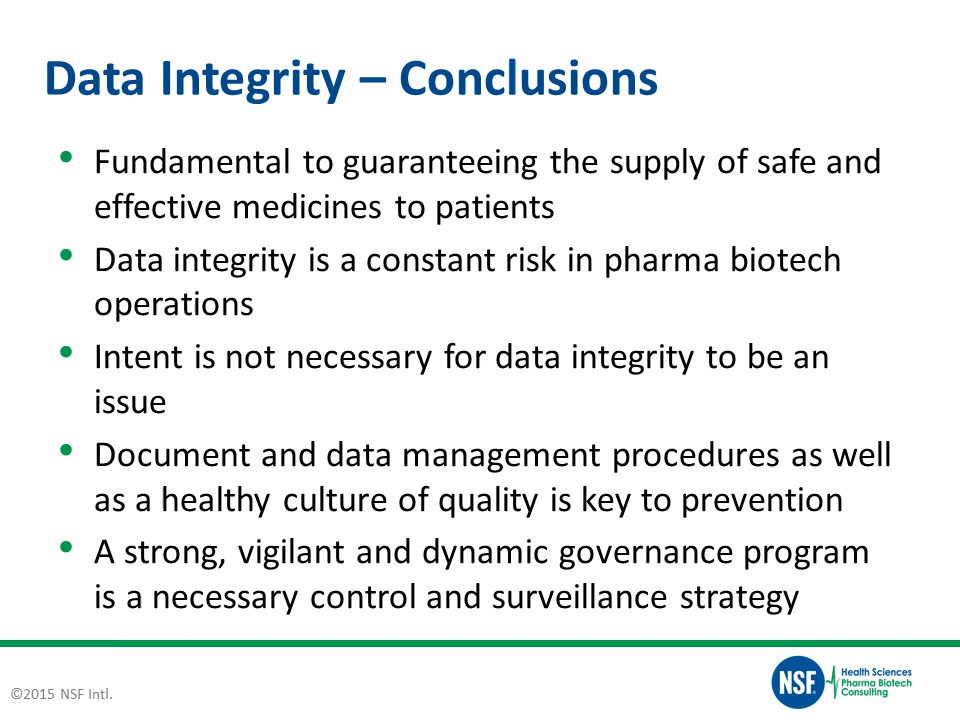 Data Integrity – Conclusions
• Fundamental to guaranteeing the supply of safe and
effective medicines to patients
• Data integrity is a constant risk in pharma biotech
operations
• Intent is not necessary for data integrity to be an
issue
• Document and data management procedures as well
as a healthy culture of quality is key to prevention
• A strong, vigilant and dynamic governance program
is a necessary control and surveillance strategy
©2015 NSF Intl.
NSF
Health Sciences
Pharma Biotech
Consulting